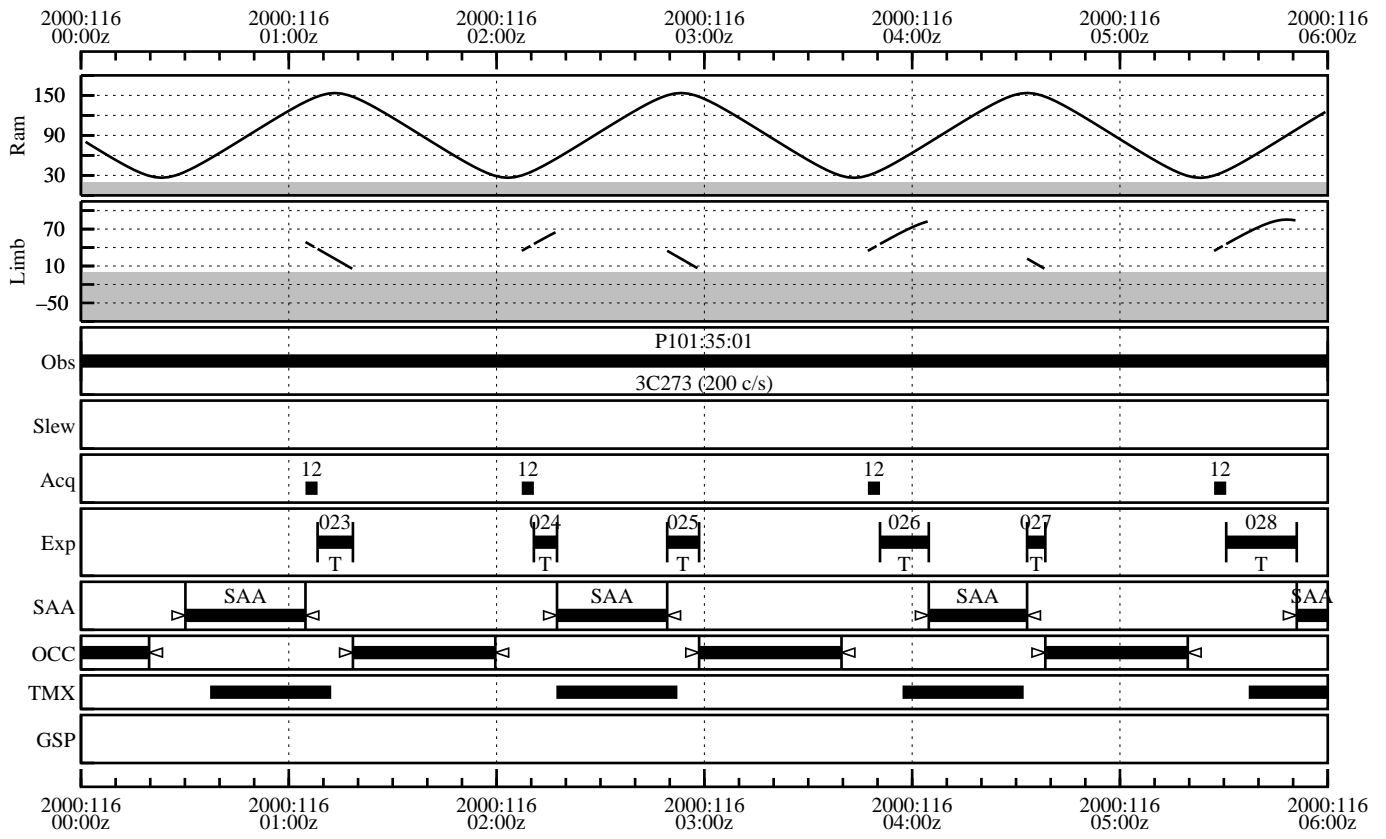 2000:116 2000:116 2000:116 2000:116 2000:116 2000:116 2000:116
00:00z 01:00z 02:00z 03:00z 04:00z 05:00z 06:00z
Ram
150
90
30
Limb
70
10
−50
P101:35:01
Obs
3C273 (200 c/s)
Slew
12 12 12 12
Acq
023 024 025 026 027 028
Exp
T T T T T T
SAA SAA SAA SAA
SAA
OCC
TMX
GSP
2000:116 2000:116 2000:116 2000:116 2000:116 2000:116 2000:116
00:00z 01:00z 02:00z 03:00z 04:00z 05:00z 06:00z